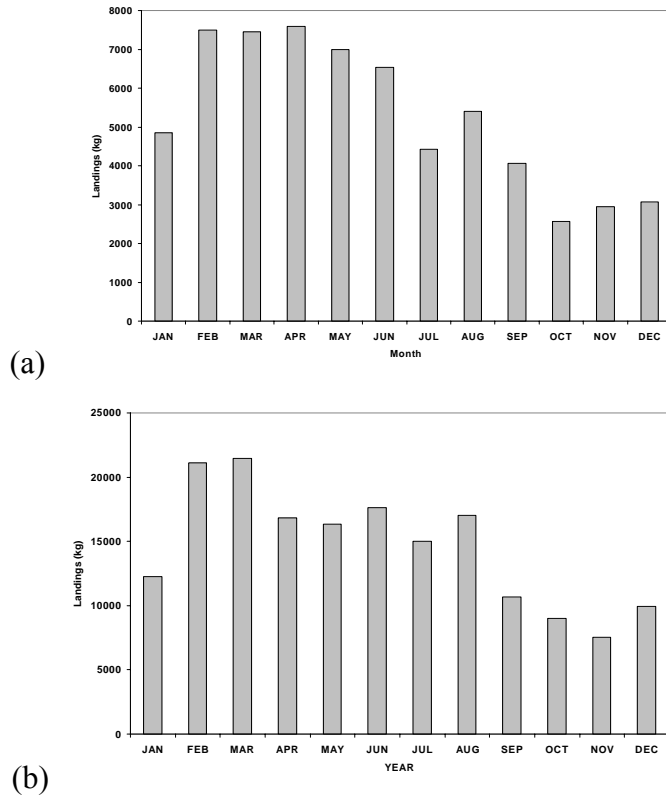 8000
7000
6000
5000
4000
3000
2000
1000
0
Landings (kg)
JAN FEB MAR APR MAY JUN JUL AUG SEP OCT NOV DEC
Month
(a)
25000
20000
15000
10000
5000
0
Landings (kg)
JAN FEB MAR APR MAY JUN JUL AUG SEP OCT NOV DEC
YEAR
(b)